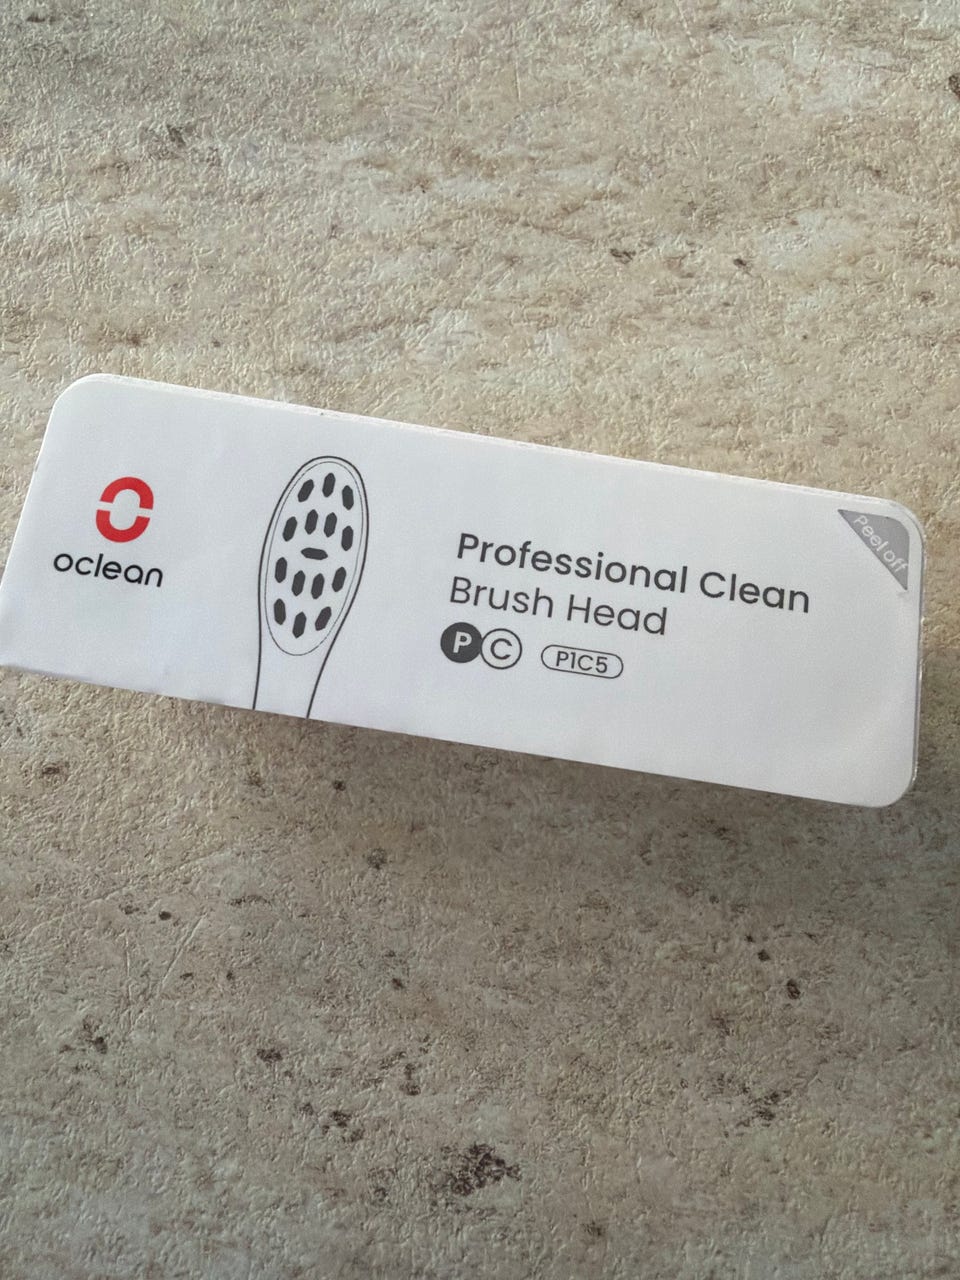 oclean
Professional Clean
Brush Head
P C P1C5
Peel off